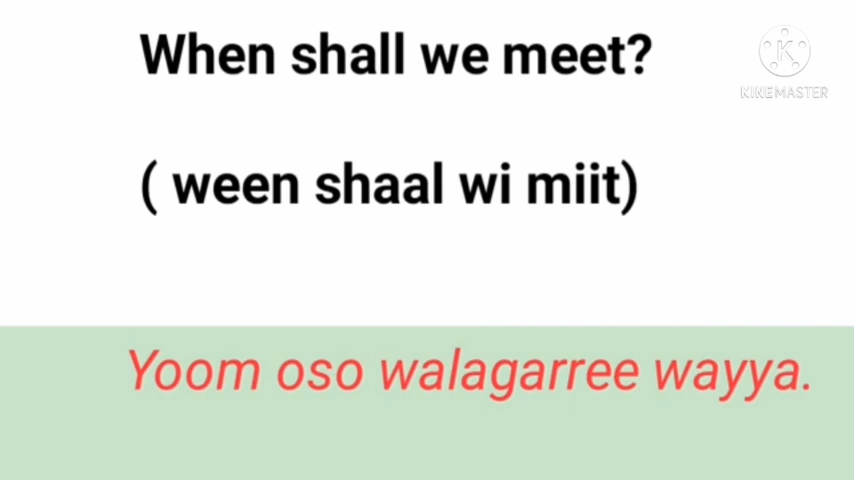 When shall we meet?
K
KINEMASTER
( ween shaal wi miit)
Yoom oso walagarree wayya.